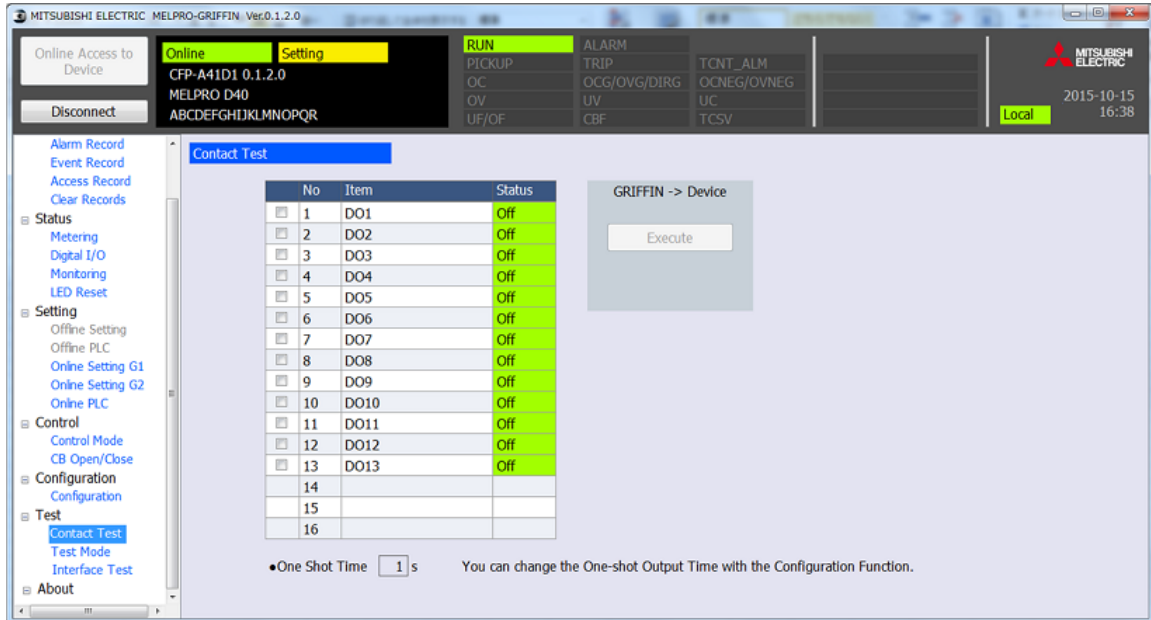 MITSUBISHI ELECTRIC MELPRO-GRIFFIN Ver.0.1.2.0
Online Access to
Device
Disconnect
Online Setting
CFP-A41D1 0.1.2.0
MELPRO D40
ABCDEFGHIJKLMNOPQR
RUN ALARM
PICKUP TRIP TCNT_ALM
OC OCG/OVG/DIRG OCNEG/OVNEG
OV UV UC
UF/OF CBF TCSV
MITSUBISHI
ELECTRIC
2015-10-15
Local 16:38
Alarm Record
Event Record
Access Record
Clear Records
Status
Metering
Digital I/O
Monitoring
LED Reset
Setting
Offline Setting
Offline PLC
Online Setting G1
Online Setting G2
Online PLC
Control
Control Mode
CB Open/Close
Configuration
Configuration
Test
Contact Test
Test Mode
Interface Test
About
Contact Test
No Item Status
1 DO1 Off
2 DO2 Off
3 DO3 Off
4 DO4 Off
5 DO5 Off
6 DO6 Off
7 DO7 Off
8 DO8 Off
9 DO9 Off
10 DO10 Off
11 DO11 Off
12 DO12 Off
13 DO13 Off
14
15
16
GRIFFIN -> Device
Execute
●One Shot Time 1 s You can change the One-shot Output Time with the Configuration Function.